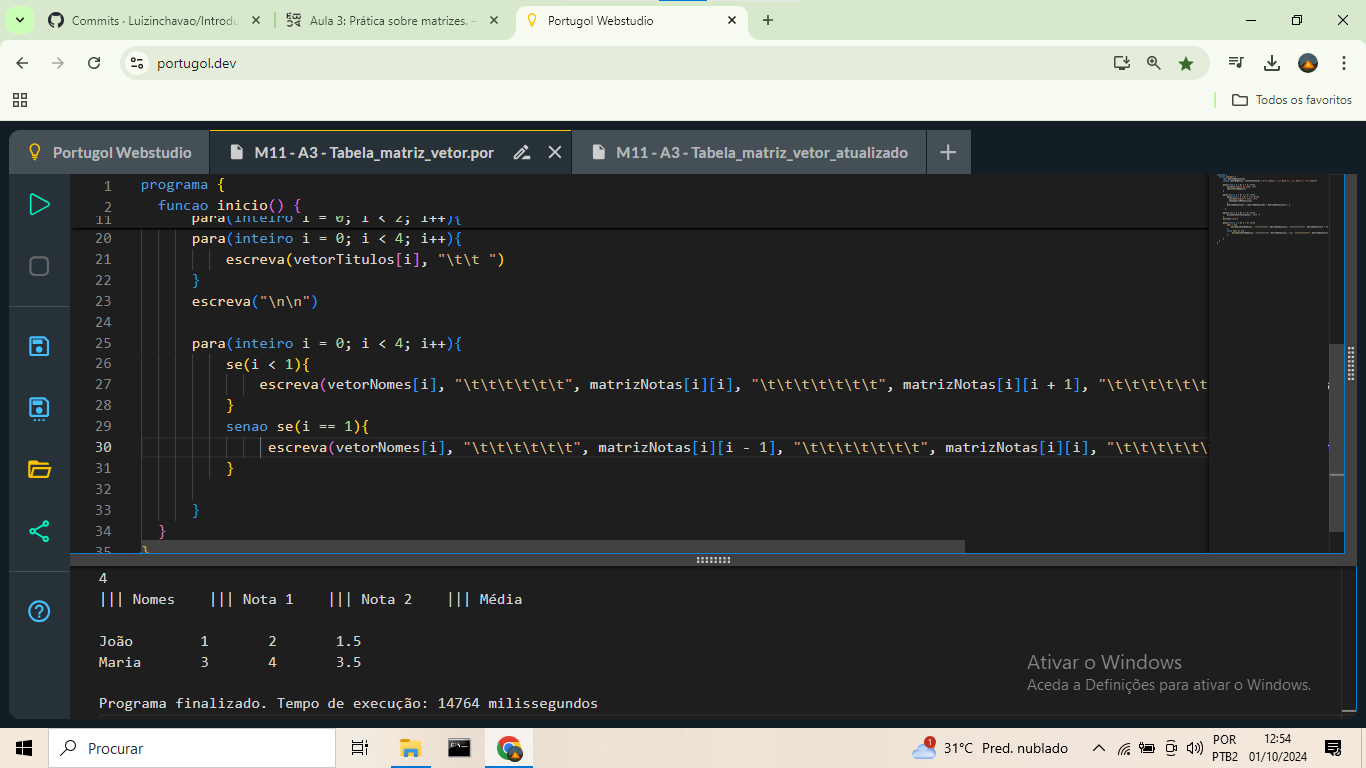 Commits · Luizinchavao/Introdu
Aula 3: Prática sobre matrizes. –
Portugol Webstudio
portugol.dev
Todos os favoritos
Portugol Webstudio
M11 - A3 - Tabela_matriz_vetor.por
M11 - A3 - Tabela_matriz_vetor_atualizado
1 programa {
2 funcao inicio() {
11 para(inteiro i = 0; i < 2; i++){
20 para(inteiro i = 0; i < 4; i++){
21 escreva(vetorTitulos[i], "\t\t ")
22 }
23 escreva("\n\n")
24
25 para(inteiro i = 0; i < 4; i++){
26 se(i < 1){
27 escreva(vetorNomes[i], "\t\t\t\t\t\t", matrizNotas[i][i], "\t\t\t\t\t\t\t", matrizNotas[i][i + 1], "\t\t\t\t\t\t
28 }
29 senao se(i == 1){
30 escreva(vetorNomes[i], "\t\t\t\t\t\t", matrizNotas[i][i - 1], "\t\t\t\t\t\t\t", matrizNotas[i][i], "\t\t\t\t\t\
31 }
32
33 }
34 }
35 }
4
||| Nomes ||| Nota 1 ||| Nota 2 ||| Média
João 1 2 1.5
Maria 3 4 3.5
Programa finalizado. Tempo de execução: 14764 milissegundos
Ativar o Windows
Aceda a Definições para ativar o Windows.
Procurar
1
31°C Pred. nublado
POR
PTB2
12:54
01/10/2024